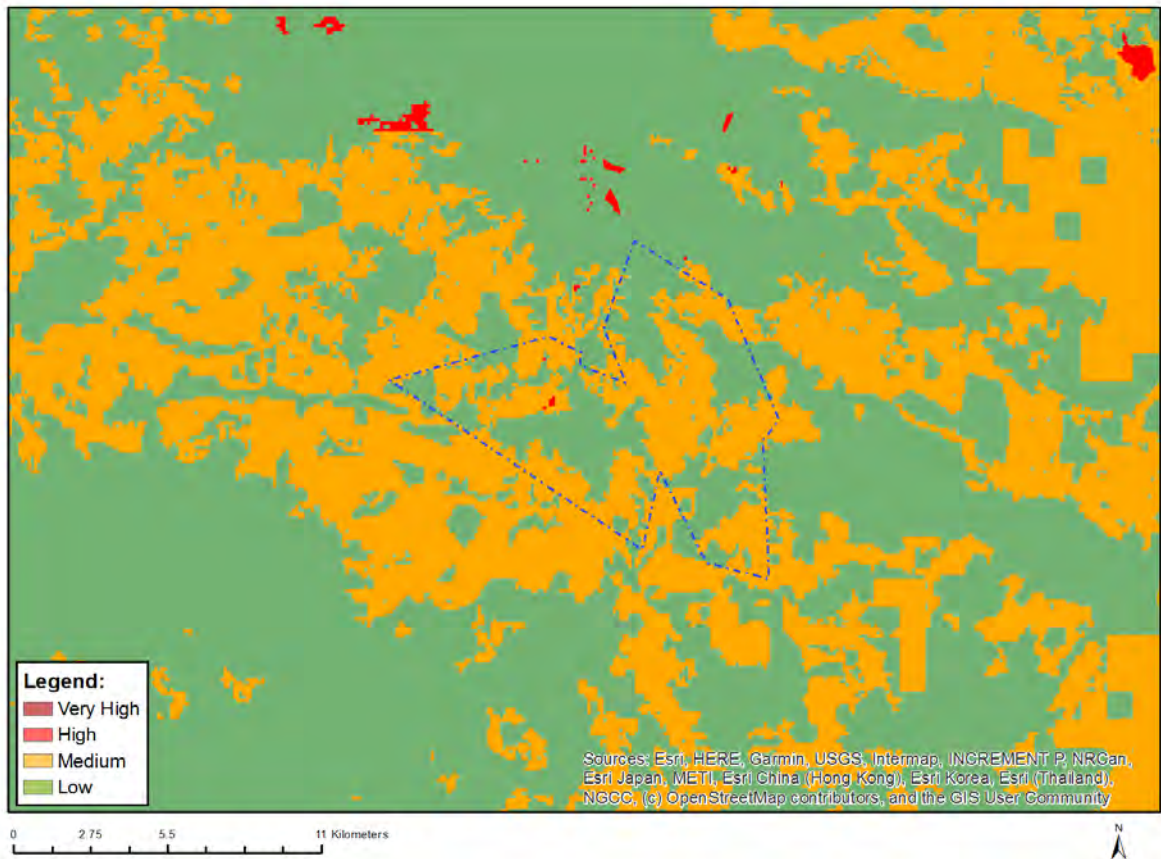 Legend:
Very High
High
Medium
Low
Sources: Esri, HERE, Garmin, USGS, Intermap, INCREMENT P, NRCan,
Esri Japan, METI, Esri China (Hong Kong), Esri Korea, Esri (Thailand),
NGCC, (c) OpenStreetMap contributors, and the GIS User Community
0 2.75 5.5 11 Kilometers
N